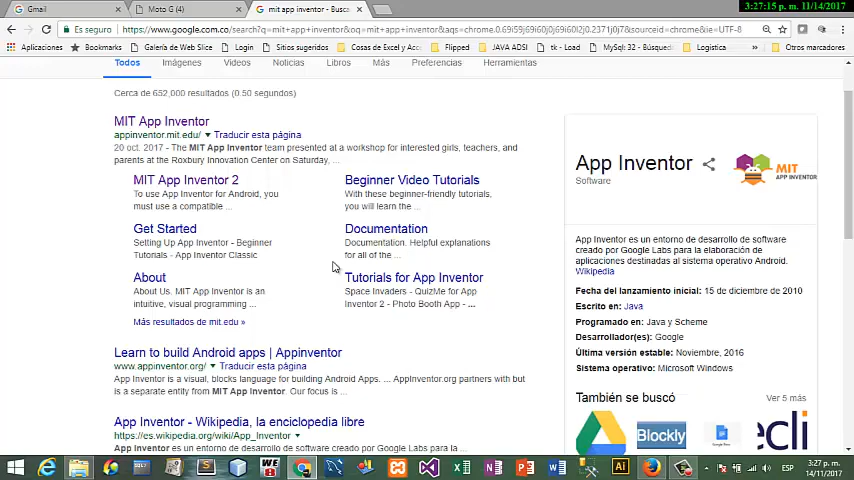 3:27:15 p. m. 11/14/2017
Gmail
Moto G (4)
mit app inventor - Busca
Es seguro
https://www.google.com.co/search?q=mit+app+inventor&oq=mit+app+inventor&aqs=chrome.0.69i59j69i60j0j69i60l2j0.2371j0j7&sourceid=chrome&ie=UTF-8
Aplicaciones
Bookmarks
Galería de Web Slice
Login
Sitios sugeridos
Cosas de Excel y Acce
Flipped
JAVA ADSI
tk - Load
MySql: 32 - Búsqued
Logistica
Otros marcadores
Todos
Imágenes
Videos
Noticias
Libros
Más
Preferencias
Herramientas
Cerca de 652,000 resultados (0.50 segundos)
MIT App Inventor
appinventor.mit.edu/ ▼ Traducir esta página
20 oct. 2017 - The MIT App Inventor team presented at a workshop for interested girls, teachers, and
parents at the Roxbury Innovation Center on Saturday, ...
MIT App Inventor 2
To use App Inventor for Android, you
must use a compatible ...
Beginner Video Tutorials
With these beginner-friendly tutorials,
you will learn the ...
Get Started
Setting Up App Inventor - Beginner
Tutorials - App Inventor Classic
Documentation
Documentation. Helpful explanations
for all of the ...
About
About Us. MIT App Inventor is an
intuitive, visual programming ...
Tutorials for App Inventor
Space Invaders - QuizMe for App
Inventor 2 - Photo Booth App - ...
Más resultados de mit.edu »
Learn to build Android apps | Appinventor
www.appinventor.org/ ▼ Traducir esta página
App Inventor is a visual, blocks language for building Android Apps. ... AppInventor.org partners with but
is a separate entity from MIT App Inventor. Our focus is ...
App Inventor - Wikipedia, la enciclopedia libre
https://es.wikipedia.org/wiki/App_Inventor ▼
App Inventor es un entorno de desarrollo de software creado por Google Labs para la elaboración de
App Inventor
Software
MIT
APP INVENTOR
App Inventor es un entorno de desarrollo de software
creado por Google Labs para la elaboración de
aplicaciones destinadas al sistema operativo Android.
Wikipedia
Fecha del lanzamiento inicial: 15 de diciembre de 2010
Escrito en: Java
Programado en: Java y Scheme
Desarrollador(es): Google
Última versión estable: Noviembre, 2016
Sistema operativo: Microsoft Windows
También se buscó
Ver 5 más
Blockly
ecli
WE
Ai
ESP
3:27 p. m.
14/11/2017